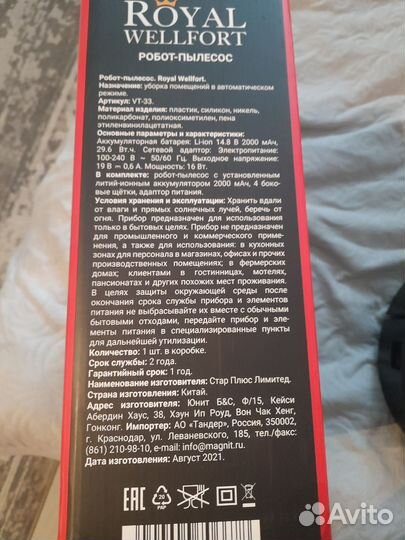 ROYAL
WELLFORT
РОБОТ-ПЫЛЕСОС
Робот-пылесос. Royal Wellfort.
Назначение: уборка помещений в автоматическом
режиме.
Артикул: VT-33.
Материал изделия: пластик, силикон, никель,
поликарбонат, полиоксиметилен, пена
этиленвинилацетатная.
Основные параметры и характеристики:
Аккумуляторная батарея: Li-ion 14.8 В 2000 мАч,
29.6 Вт.ч. Сетевой адаптор: Электропитание:
100-240 В ~ 50/60 Гц. Выходное напряжение:
19 В ⎓ 0,6 А. Мощность: 16 Вт.
В комплекте: робот-пылесос с установленным
литий-ионным аккумулятором 2000 мАч, 4 боко-
вые щётки, адаптор питания.
Условия хранения и эксплуатации: Хранить вдали
от влаги и прямых солнечных лучей, беречь от
огня. Прибор предназначен для использования
только в бытовых целях. Прибор не предназначен
для промышленного и коммерческого приме-
нения, а также для использования: в кухонных
зонах для персонала в магазинах, офисах и прочих
производственных помещениях; в фермерских
домах; клиентами в гостинницах, мотелях,
пансионатах и других похожих мест проживания.
В целях защиты окружающей среды после
окончания срока службы прибора и элементов
питания не выбрасывайте их вместе с обычными
бытовыми отходами, передайте прибор и эле-
менты питания в специализированные пункты
для дальнейшей утилизации.
Количество: 1 шт. в коробке.
Срок службы: 2 года.
Гарантийный срок: 1 год.
Наименование изготовителя: Стар Плюс Лимитед.
Страна изготовителя: Китай.
Адрес изготовителя: Юнит Б&С, Ф/15, Кейси
Абердин Хаус, 38, Хэун Ип Роуд, Вон Чак Хенг,
Гонконг. Импортер: АО «Тандер», Россия, 350002,
г. Краснодар, ул. Леваневского, 185, тел./факс:
(861) 210-98-10, e-mail: info@magnit.ru.
Дата изготовления: Август 2021.
EAC
20
PAP
Avito